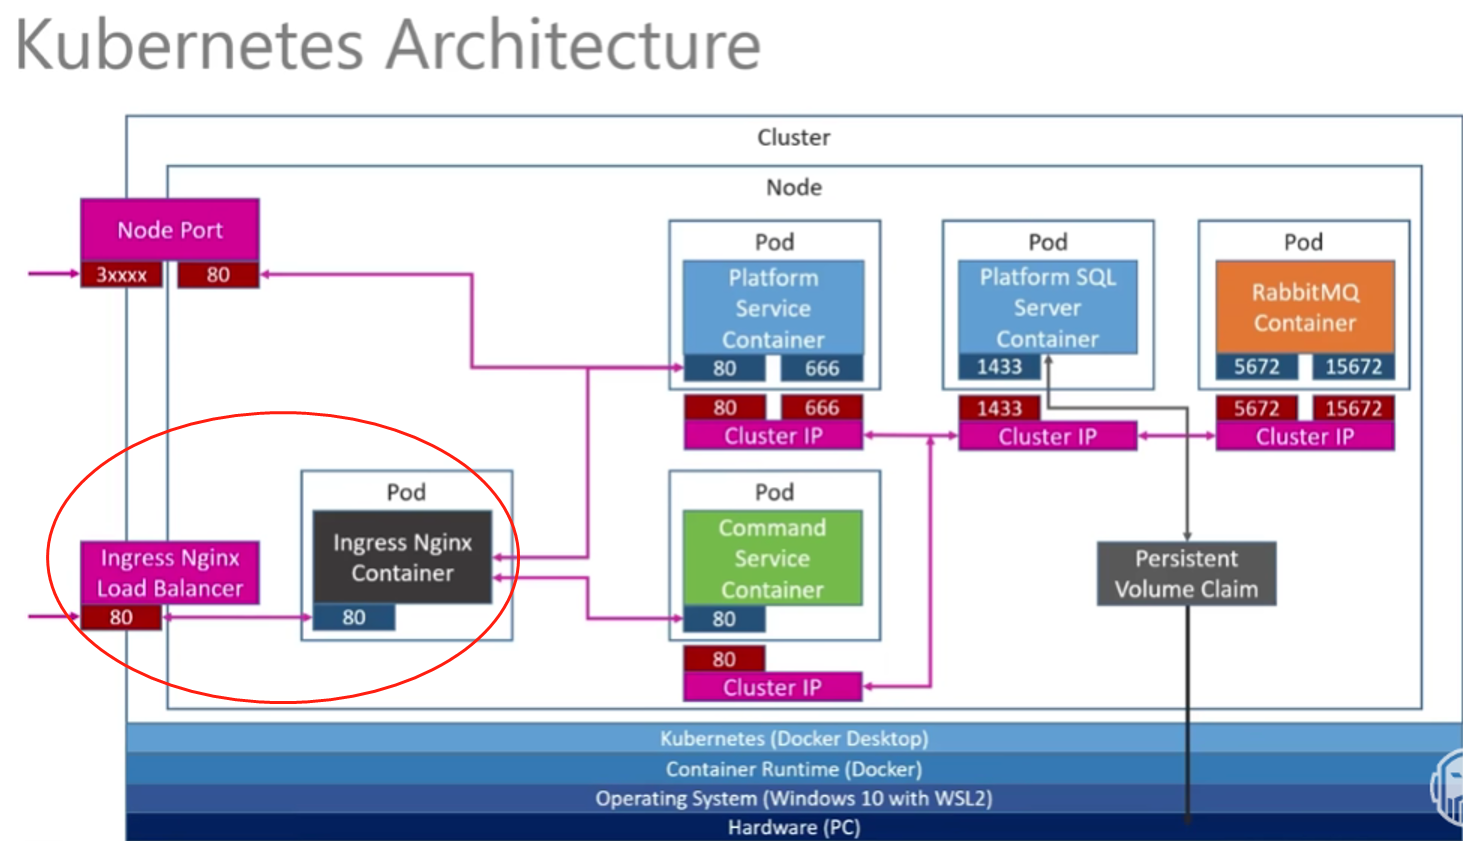 Kubernetes Architecture
Cluster
Node
Node Port
3xxxx
80
Pod
Platform
Service
Container
80
666
80
666
Cluster IP
Pod
Platform SQL
Server
Container
1433
1433
Cluster IP
Pod
RabbitMQ
Container
5672
15672
5672
15672
Cluster IP
Ingress Nginx
Load Balancer
80
Pod
Ingress Nginx
Container
80
Pod
Command
Service
Container
80
80
Cluster IP
Persistent
Volume Claim
Kubernetes (Docker Desktop)
Container Runtime (Docker)
Operating System (Windows 10 with WSL2)
Hardware (PC)